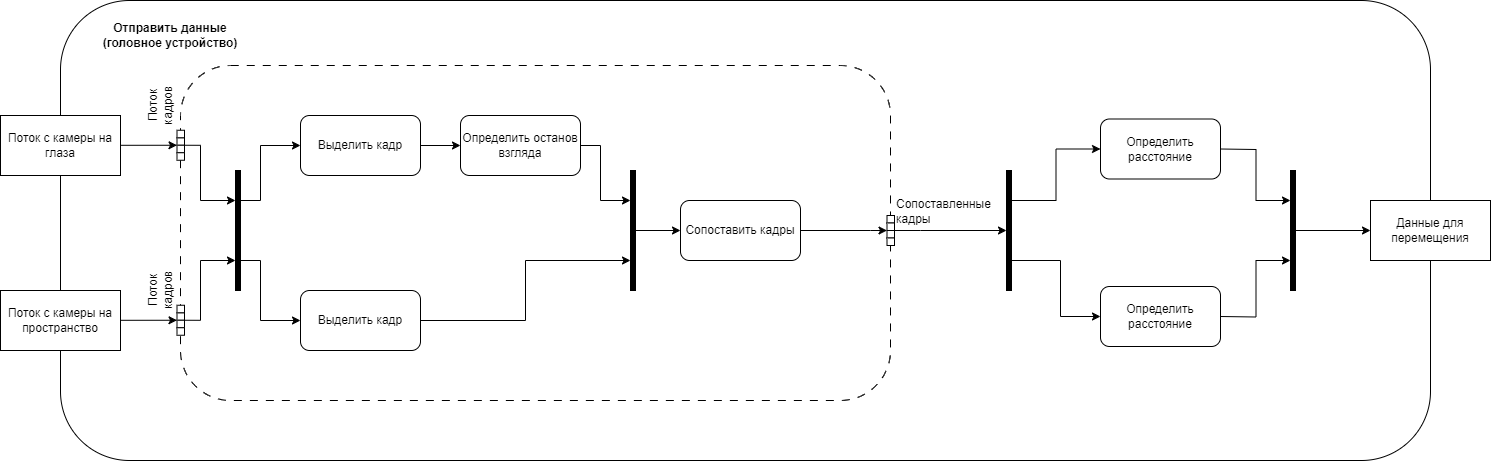 Отправить данные
(головное устройство)
Поток с камеры на
глаза
Поток
кадров
Выделить кадр
Определить останов
взгляда
Поток с камеры на
пространство
Поток
кадров
Выделить кадр
Сопоставить кадры
Сопоставленные
кадры
Определить
расстояние
Определить
расстояние
Данные для
перемещения